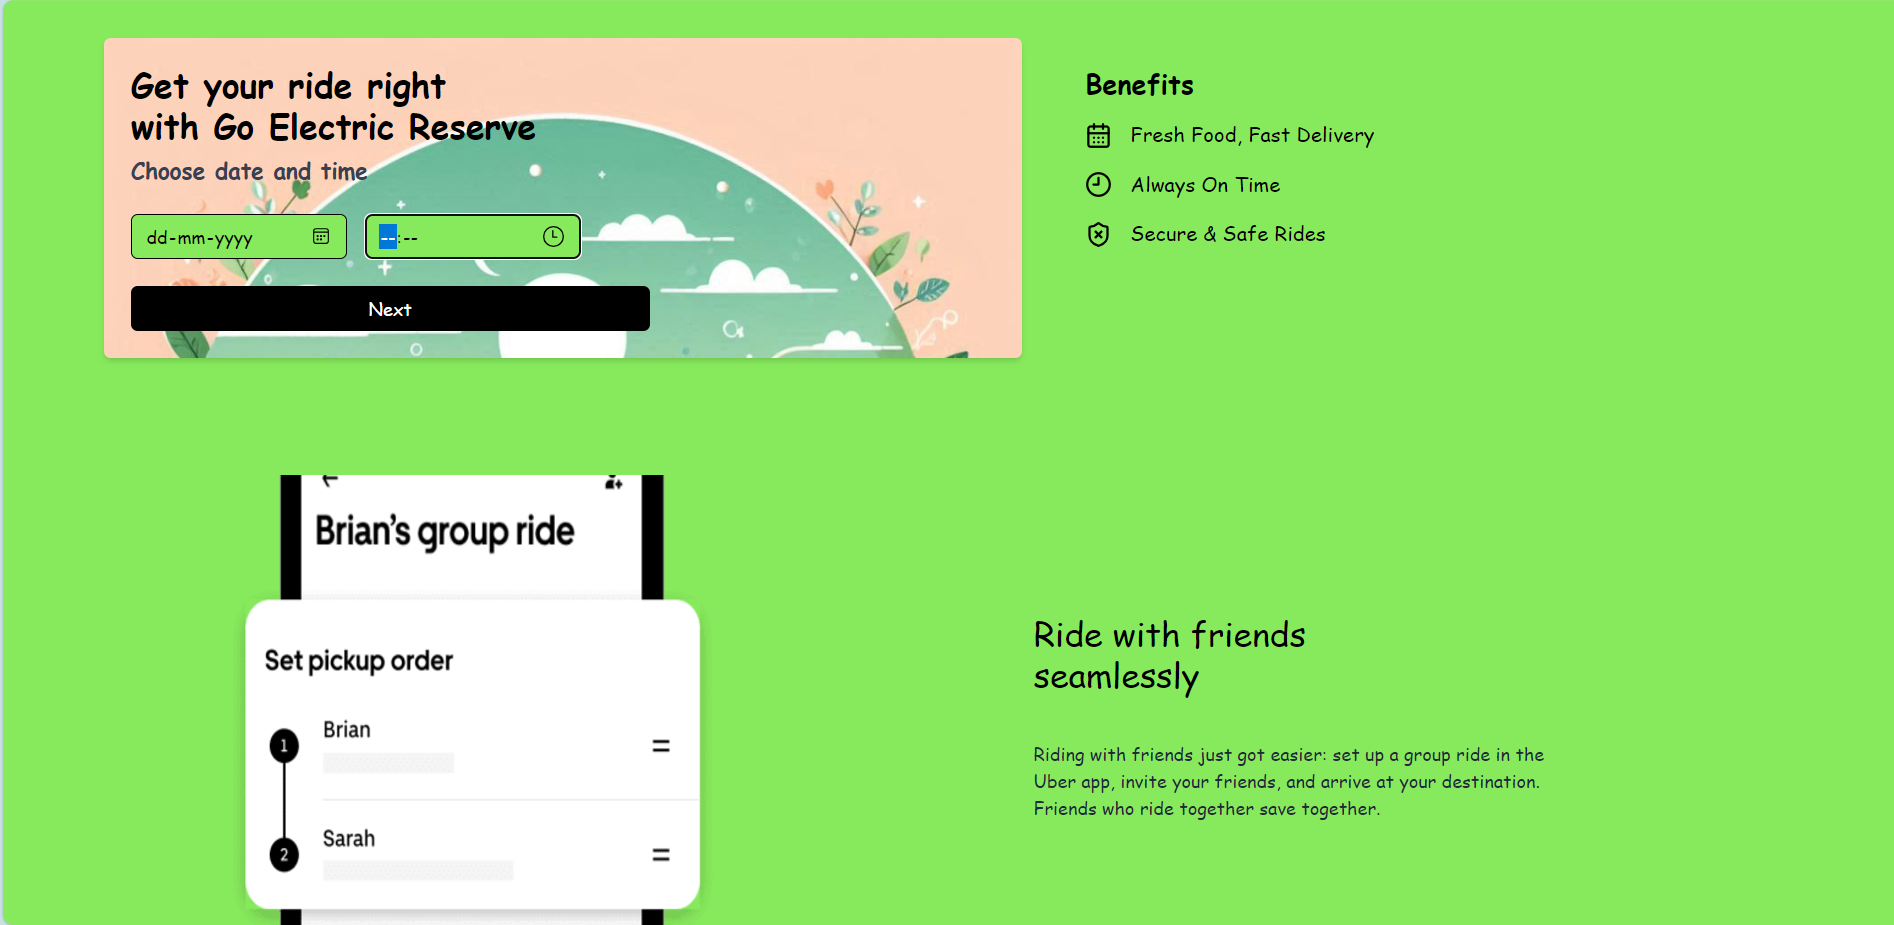 Get your ride right
with Go Electric Reserve
Choose date and time
dd-mm-yyyy
--:--
Next
Benefits
Fresh Food, Fast Delivery
Always On Time
Secure & Safe Rides
Brian’s group ride
Set pickup order
1 Brian
2 Sarah
Ride with friends
seamlessly
Riding with friends just got easier: set up a group ride in the
Uber app, invite your friends, and arrive at your destination.
Friends who ride together save together.